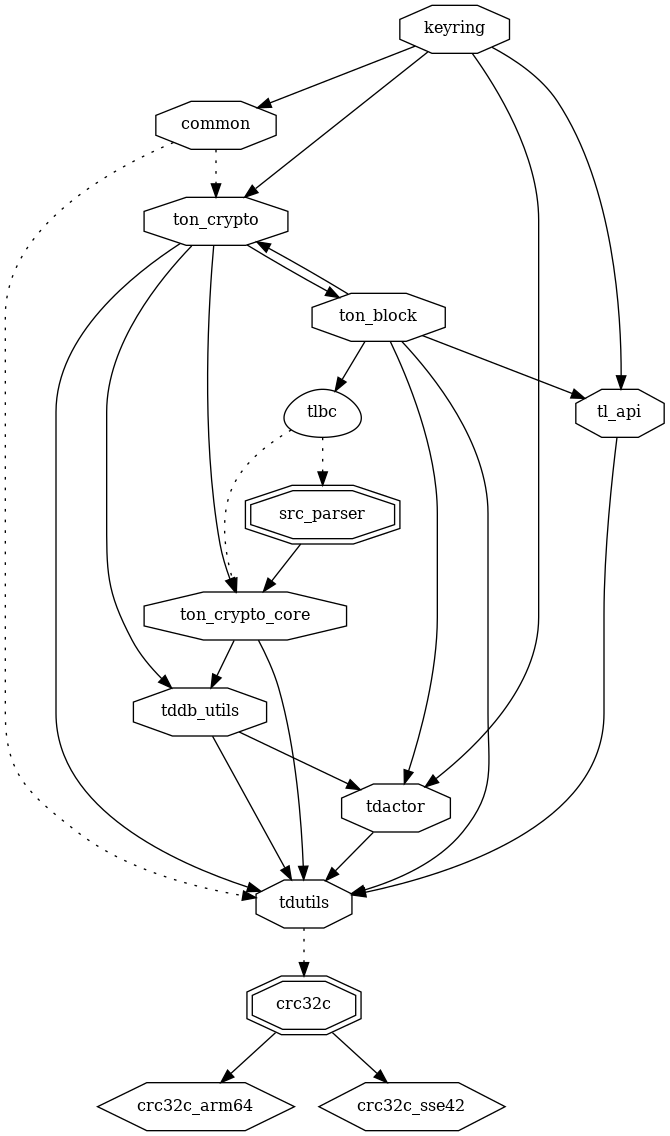 keyring
common
ton_crypto
ton_block
tlbc
tl_api
src_parser
ton_crypto_core
tddb_utils
tdactor
tdutils
crc32c
crc32c_arm64
crc32c_sse42